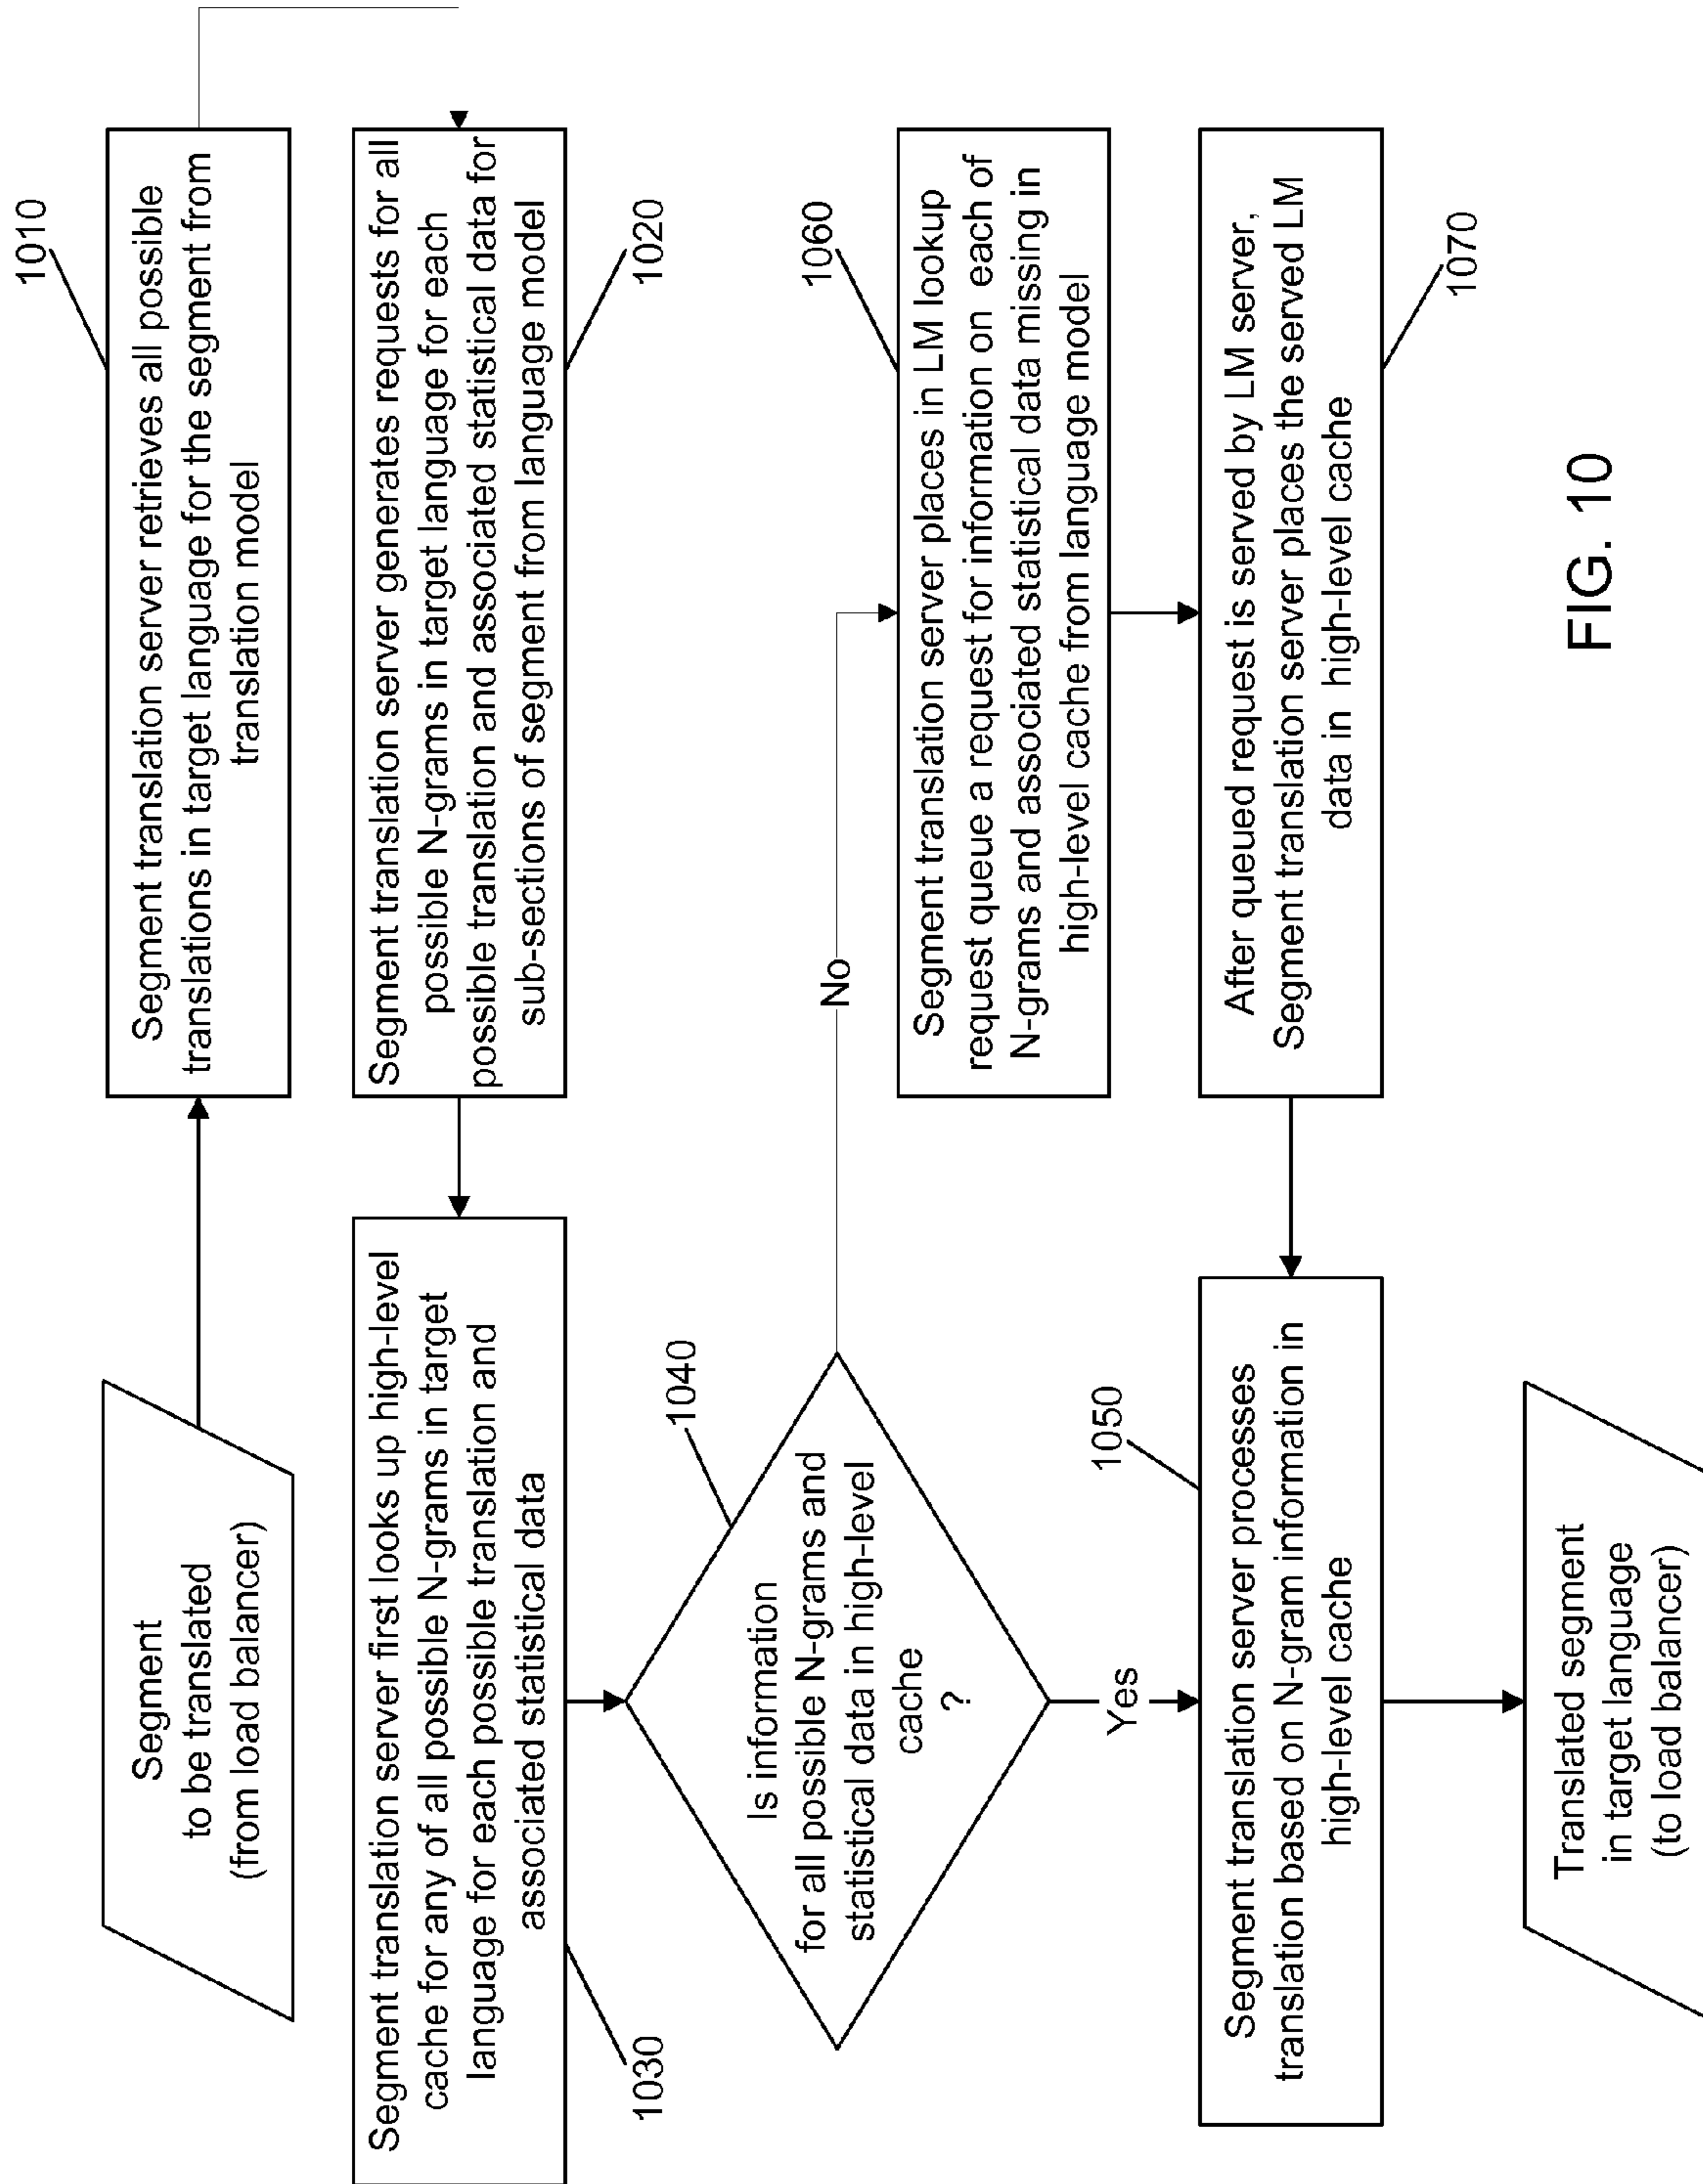 Segment
to be translated
(from load balancer)
1010
Segment translation server retrieves all possible
translations in target language for the segment from
translation model
Segment translation server generates requests for all
possible N-grams in target language for each
possible translation and associated statistical data for
sub-sections of segment from language model
1020
Segment translation server first looks up high-level
cache for any of all possible N-grams in target
language for each possible translation and
associated statistical data
1030
1040
Is information
for all possible N-grams and
statistical data in high-level
cache
?
No
Yes
1060
Segment translation server places in LM lookup
request queue a request for information on each of
N-grams and associated statistical data missing in
high-level cache from language model
After queued request is served by LM server,
Segment translation server places the served LM
data in high-level cache
1070
1050
Segment translation server processes
translation based on N-gram information in
high-level cache
Translated segment
in target language
(to load balancer)
FIG. 10